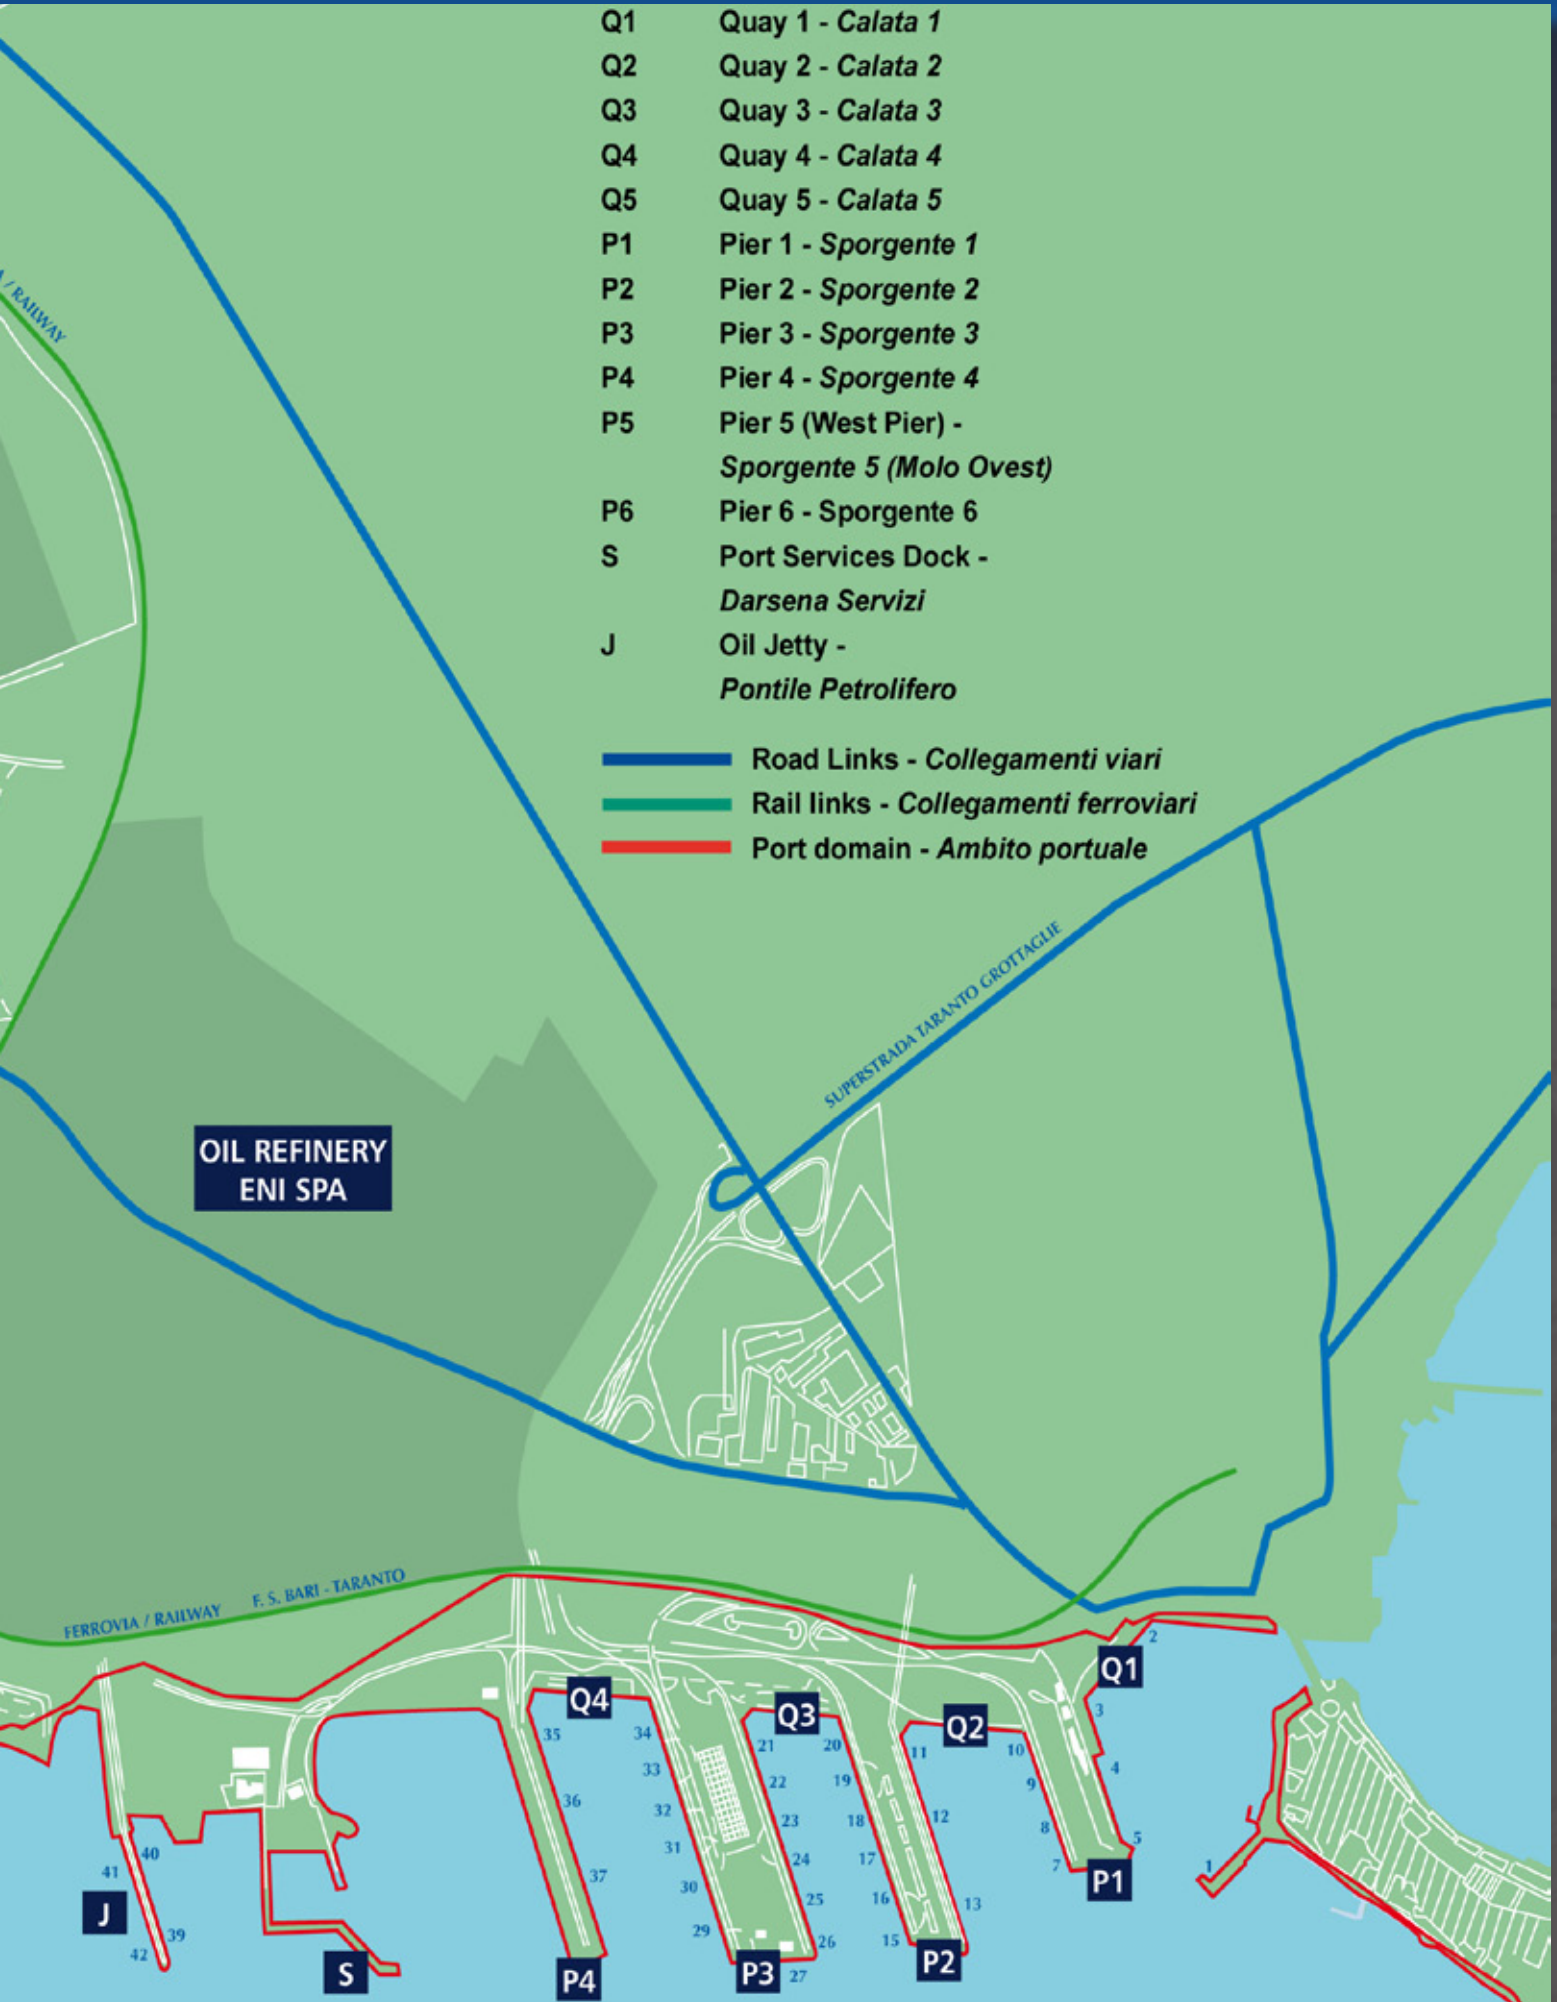 Q1 Quay 1 - Calata 1
Q2 Quay 2 - Calata 2
Q3 Quay 3 - Calata 3
Q4 Quay 4 - Calata 4
Q5 Quay 5 - Calata 5
P1 Pier 1 - Sporgente 1
P2 Pier 2 - Sporgente 2
P3 Pier 3 - Sporgente 3
P4 Pier 4 - Sporgente 4
P5 Pier 5 (West Pier) -
Sporgente 5 (Molo Ovest)
P6 Pier 6 - Sporgente 6
S Port Services Dock -
Darsena Servizi
J Oil Jetty -
Pontile Petrolifero
Road Links - Collegamenti viari
Rail links - Collegamenti ferroviari
Port domain - Ambito portuale
/ RAILWAY
SUPERSTRADA TARANTO GROTTAGLIE
OIL REFINERY
ENI SPA
FERROVIA / RAILWAY F. S. BARI - TARANTO
2
Q1
Q4
Q3
Q2
3
35
34
21
20
11
10
4
33
22
19
9
36
32
23
18
12
8
5
40
31
24
17
7
1
41
37
30
25
16
P1
J
13
39
29
26
15
42
S
P4
P3
27
P2